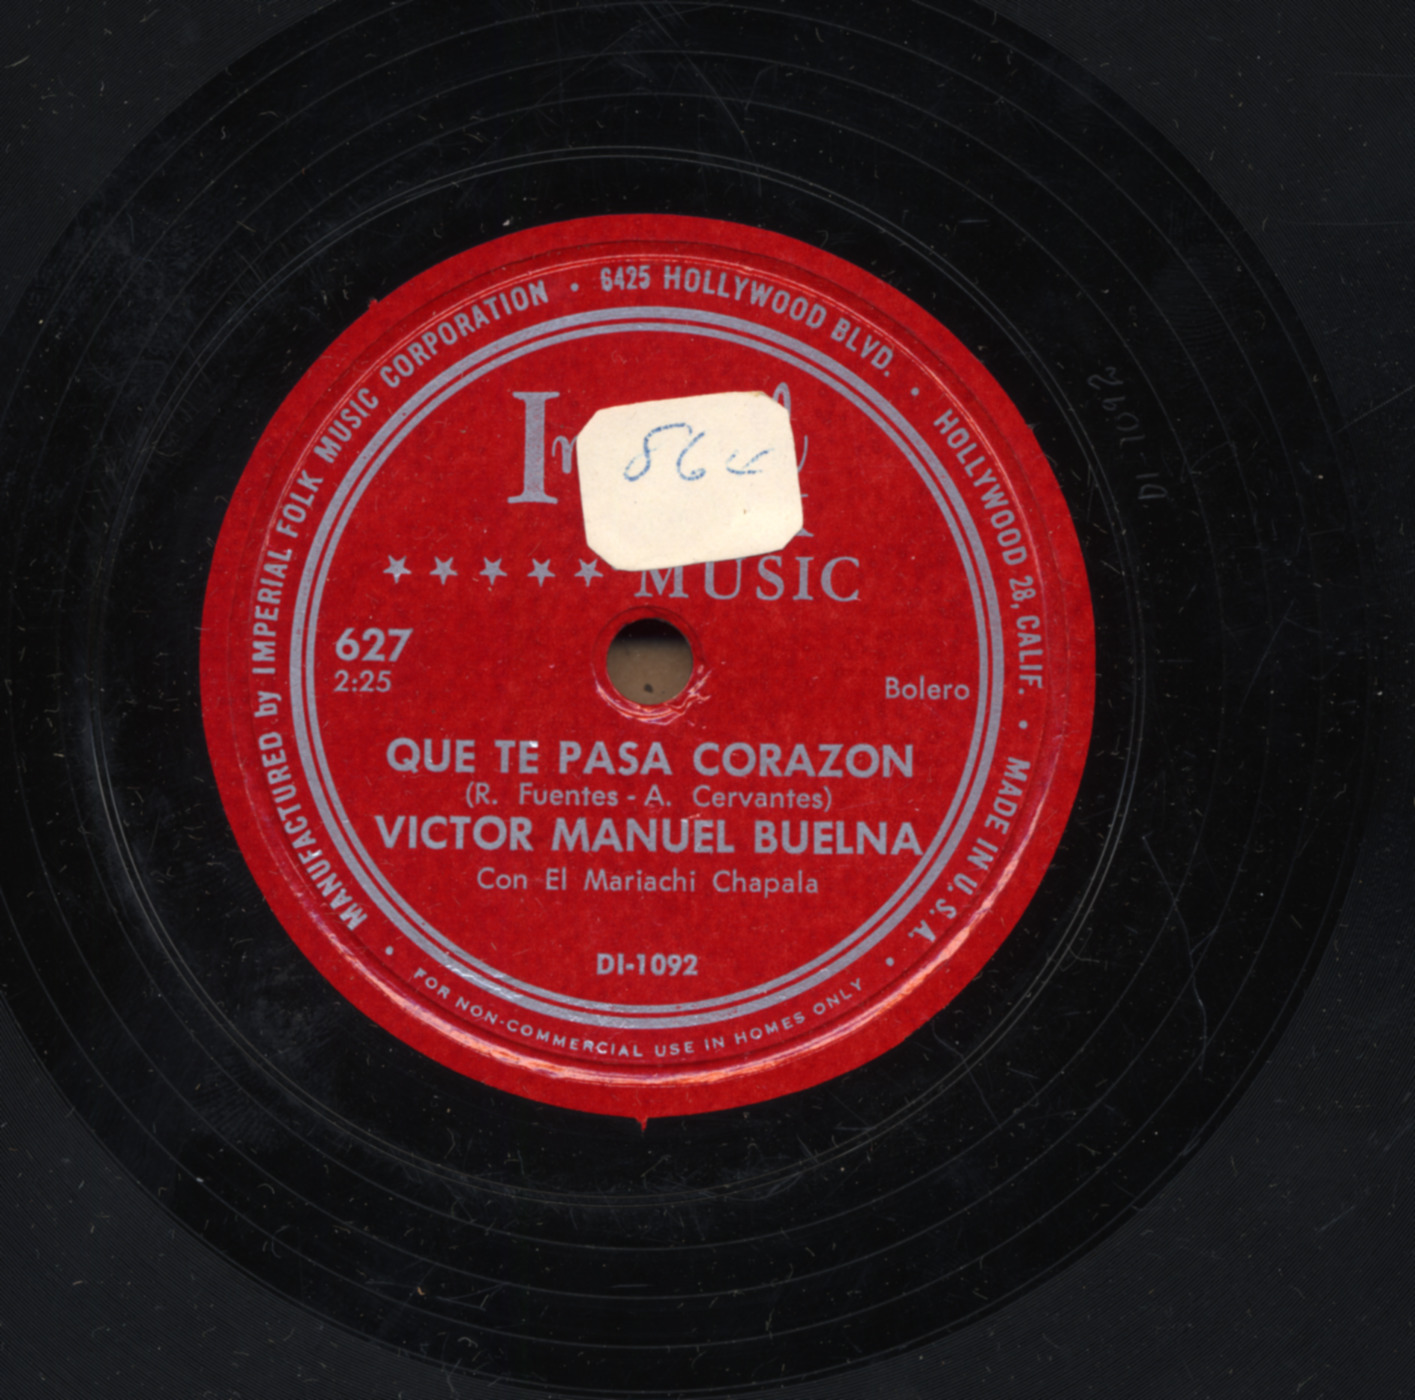 MANUFACTURED by IMPERIAL FOLK MUSIC CORPORATION • 6425 HOLLYWOOD BLVD. • HOLLYWOOD 28, CALIF. • MADE IN U.S.A. •
★★★★★ MUSIC
627
2:25
Bolero
QUE TE PASA CORAZON
(R. Fuentes - A. Cervantes)
VICTOR MANUEL BUELNA
Con El Mariachi Chapala
DI-1092
FOR NON-COMMERCIAL USE IN HOMES ONLY
DI-1092